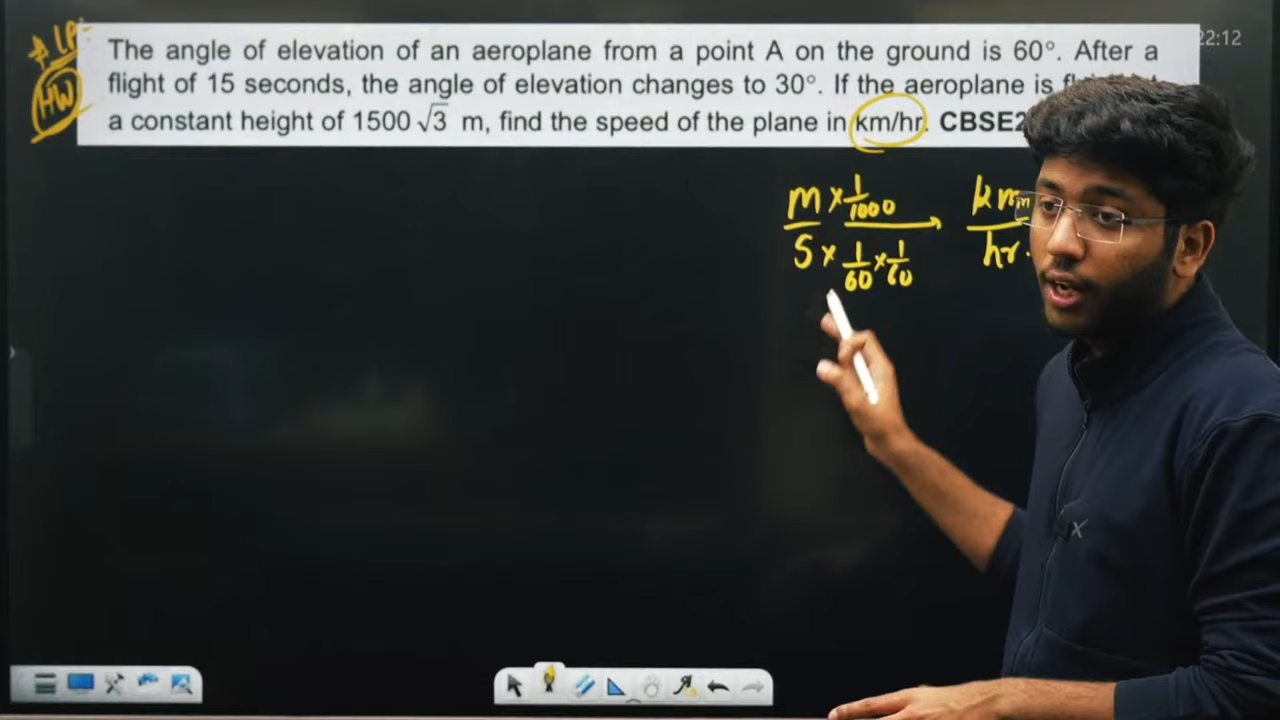 22:12
* LP:
HW
The angle of elevation of an aeroplane from a point A on the ground is 60°. After a
flight of 15 seconds, the angle of elevation changes to 30°. If the aeroplane is
a constant height of 1500 √3 m, find the speed of the plane in km/hr. CBSE2
m × 1/1000
s × 1/60 × 1/60
km
hr.
X